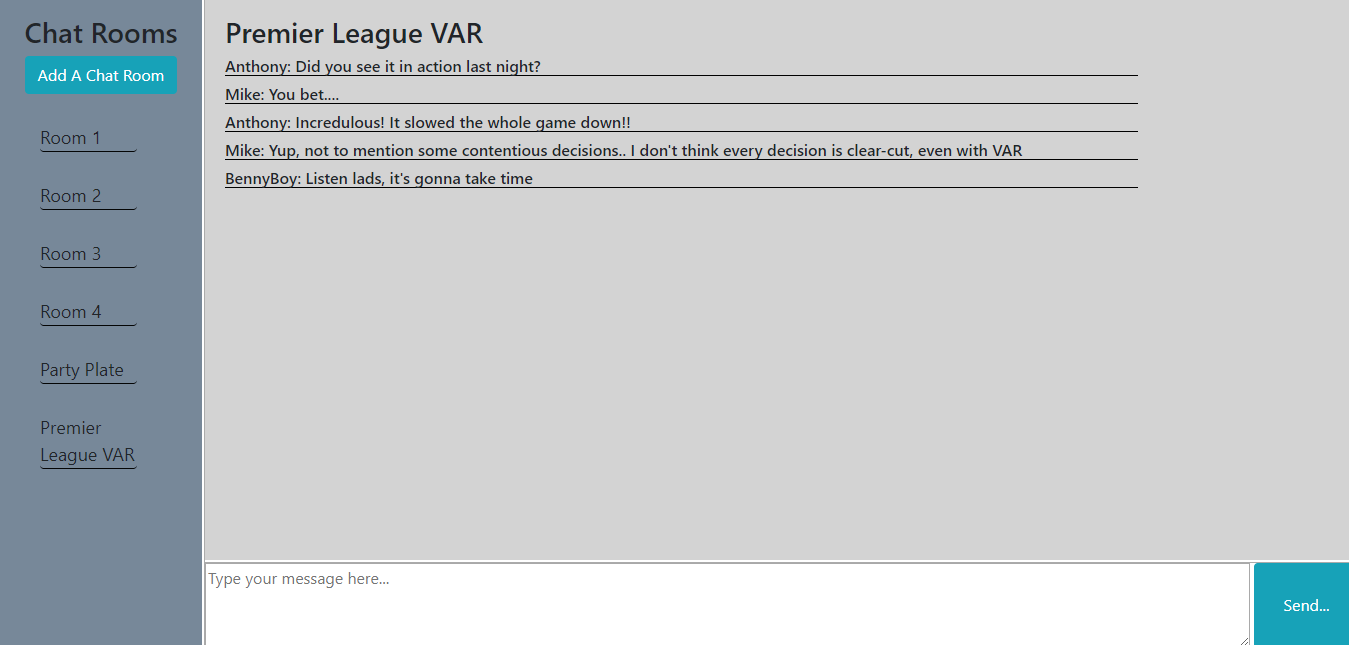 Chat Rooms
Add A Chat Room
Room 1
Room 2
Room 3
Room 4
Party Plate
Premier
League VAR
Premier League VAR
Anthony: Did you see it in action last night?
Mike: You bet....
Anthony: Incredulous! It slowed the whole game down!!
Mike: Yup, not to mention some contentious decisions.. I don't think every decision is clear-cut, even with VAR
BennyBoy: Listen lads, it's gonna take time
Type your message here...
Send...